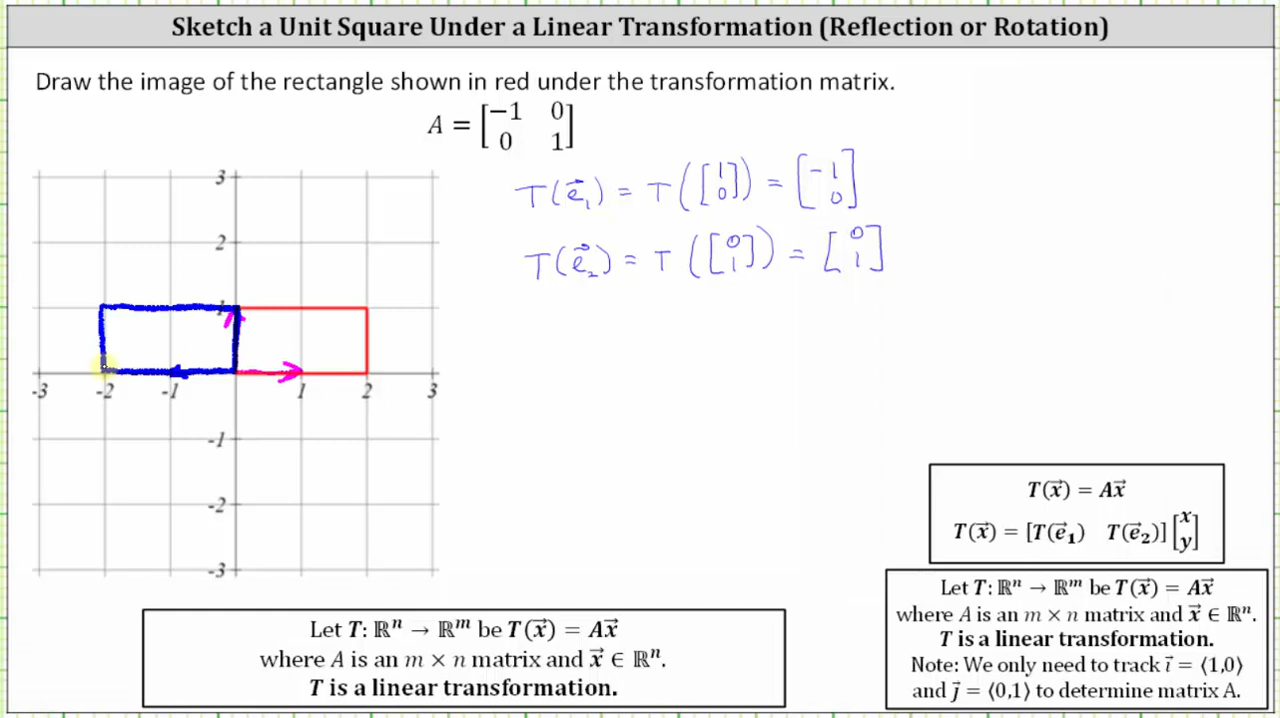 Sketch a Unit Square Under a Linear Transformation (Reflection or Rotation)
Draw the image of the rectangle shown in red under the transformation matrix.
A = [−1 0
0 1]
T(e⃗₁) = T([1 0]) = [−1 0]
T(e⃗₂) = T([0 1]) = [0 1]
3
2
1
-3 -2 -1 1 2 3
-1
-2
-3
T(x⃗) = Ax⃗
T(x⃗) = [T(e⃗₁) T(e⃗₂)] [x y]
Let T: ℝⁿ → ℝᵐ be T(x⃗) = Ax⃗
where A is an m × n matrix and x⃗ ∈ ℝⁿ.
T is a linear transformation.
Let T: ℝⁿ → ℝᵐ be T(x⃗) = Ax⃗
where A is an m × n matrix and x⃗ ∈ ℝⁿ.
T is a linear transformation.
Note: We only need to track i⃗ = ⟨1,0⟩
and j⃗ = ⟨0,1⟩ to determine matrix A.